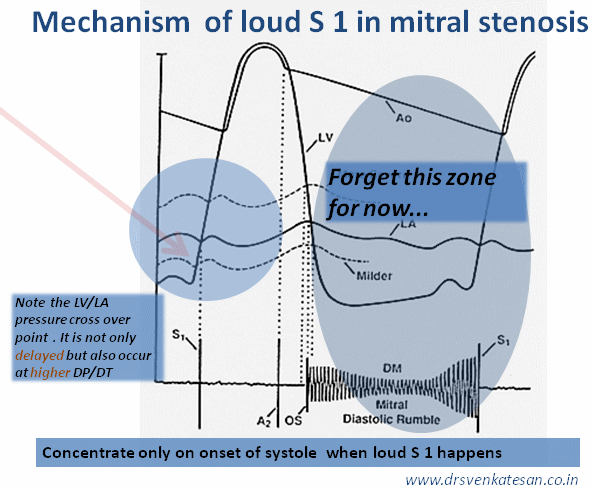 Mechanism of loud S 1 in mitral stenosis
Ao
LV
Forget this zone
for now...
LA
Milder
Note the LV/LA
pressure cross over
point . It is not only
delayed but also occur
at higher DP/DT
S1
S1
DM
Mitral
Diastolic Rumble
A2
OS
Concentrate only on onset of systole when loud S 1 happens
www.drsvenkatesan.co.in